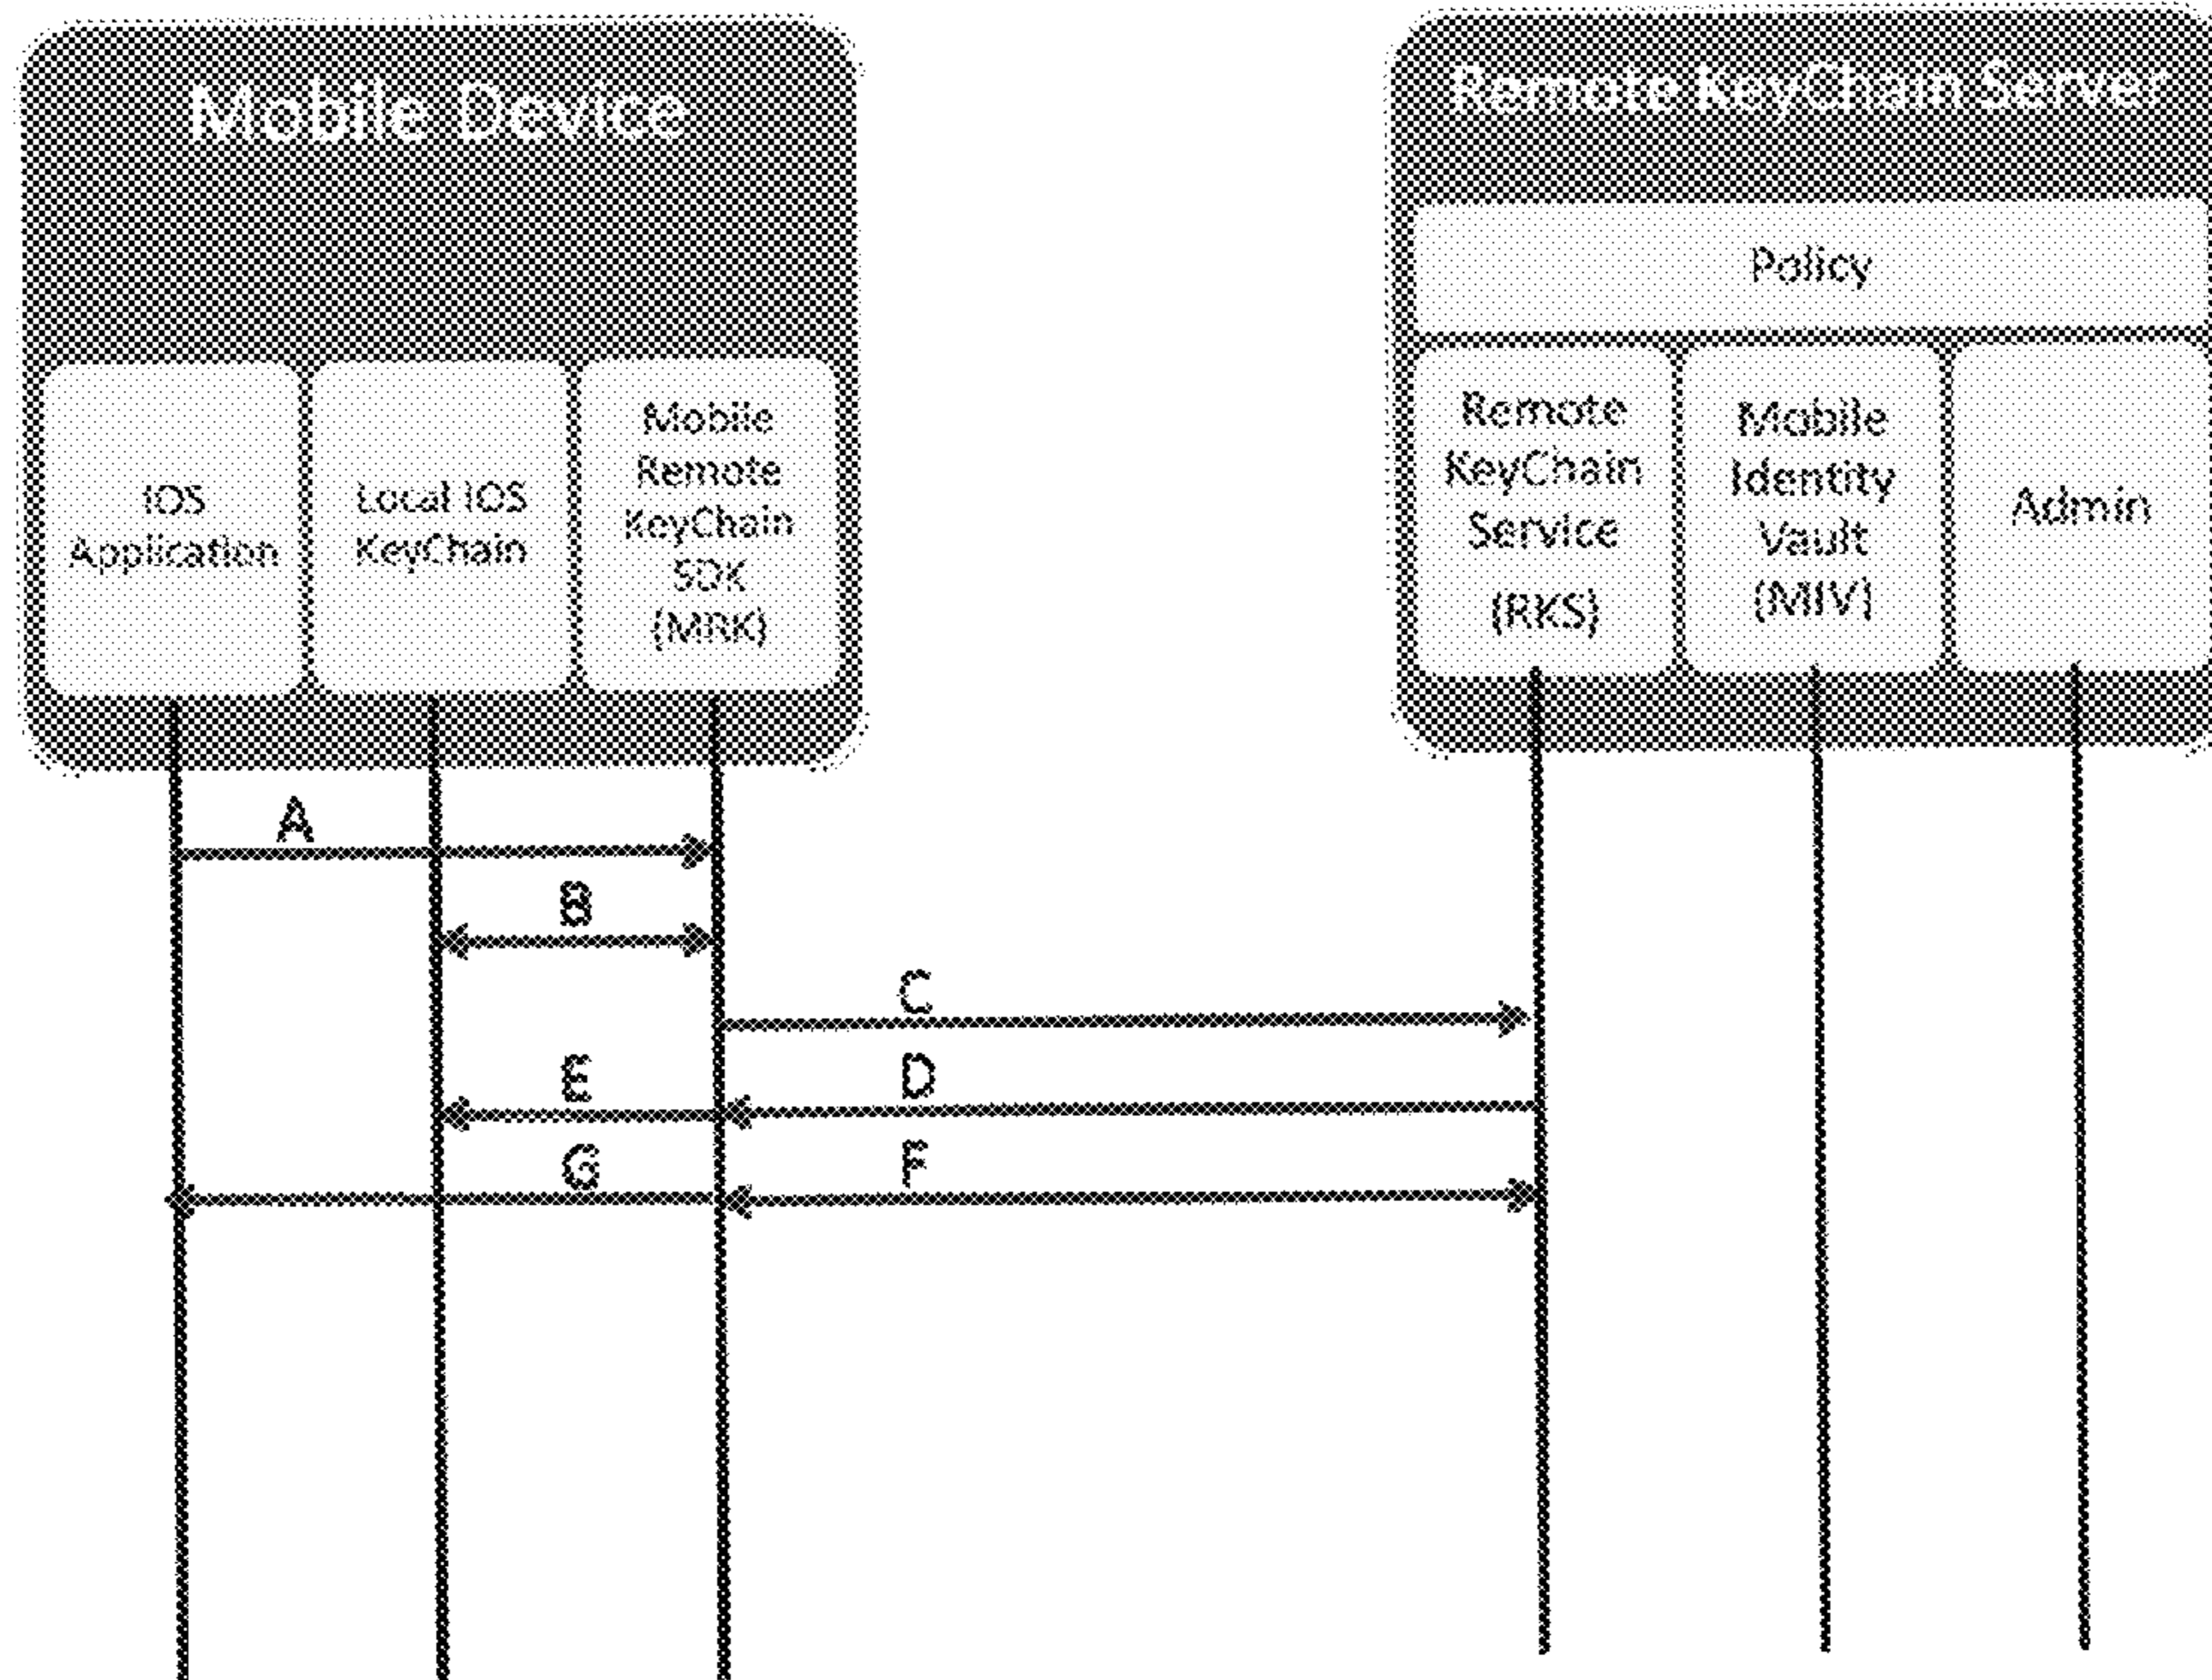 Mobile Device
IOS
Application
Local IOS
KeyChain
Mobile
Remote
KeyChain
SDK
(MRK)
Remote KeyChain Server
Policy
Remote
KeyChain
Service
(RKS)
Mobile
Identity
Vault
(MIV)
Admin
A
B
C
E
D
G
F